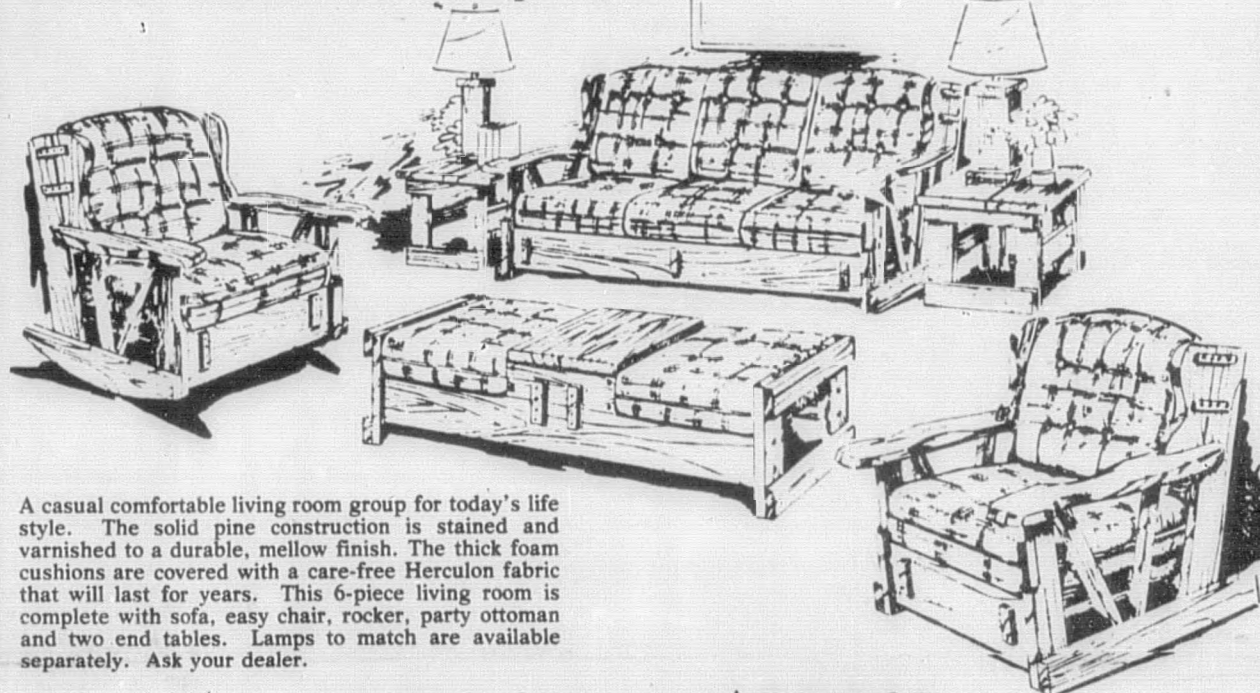 A casual comfortable living room group for today's life
style. The solid pine construction is stained and
varnished to a durable, mellow finish. The thick foam
cushions are covered with a care-free Herculon fabric
that will last for years. This 6-piece living room is
complete with sofa, easy chair, rocker, party ottoman
and two end tables. Lamps to match are available
separately. Ask your dealer.